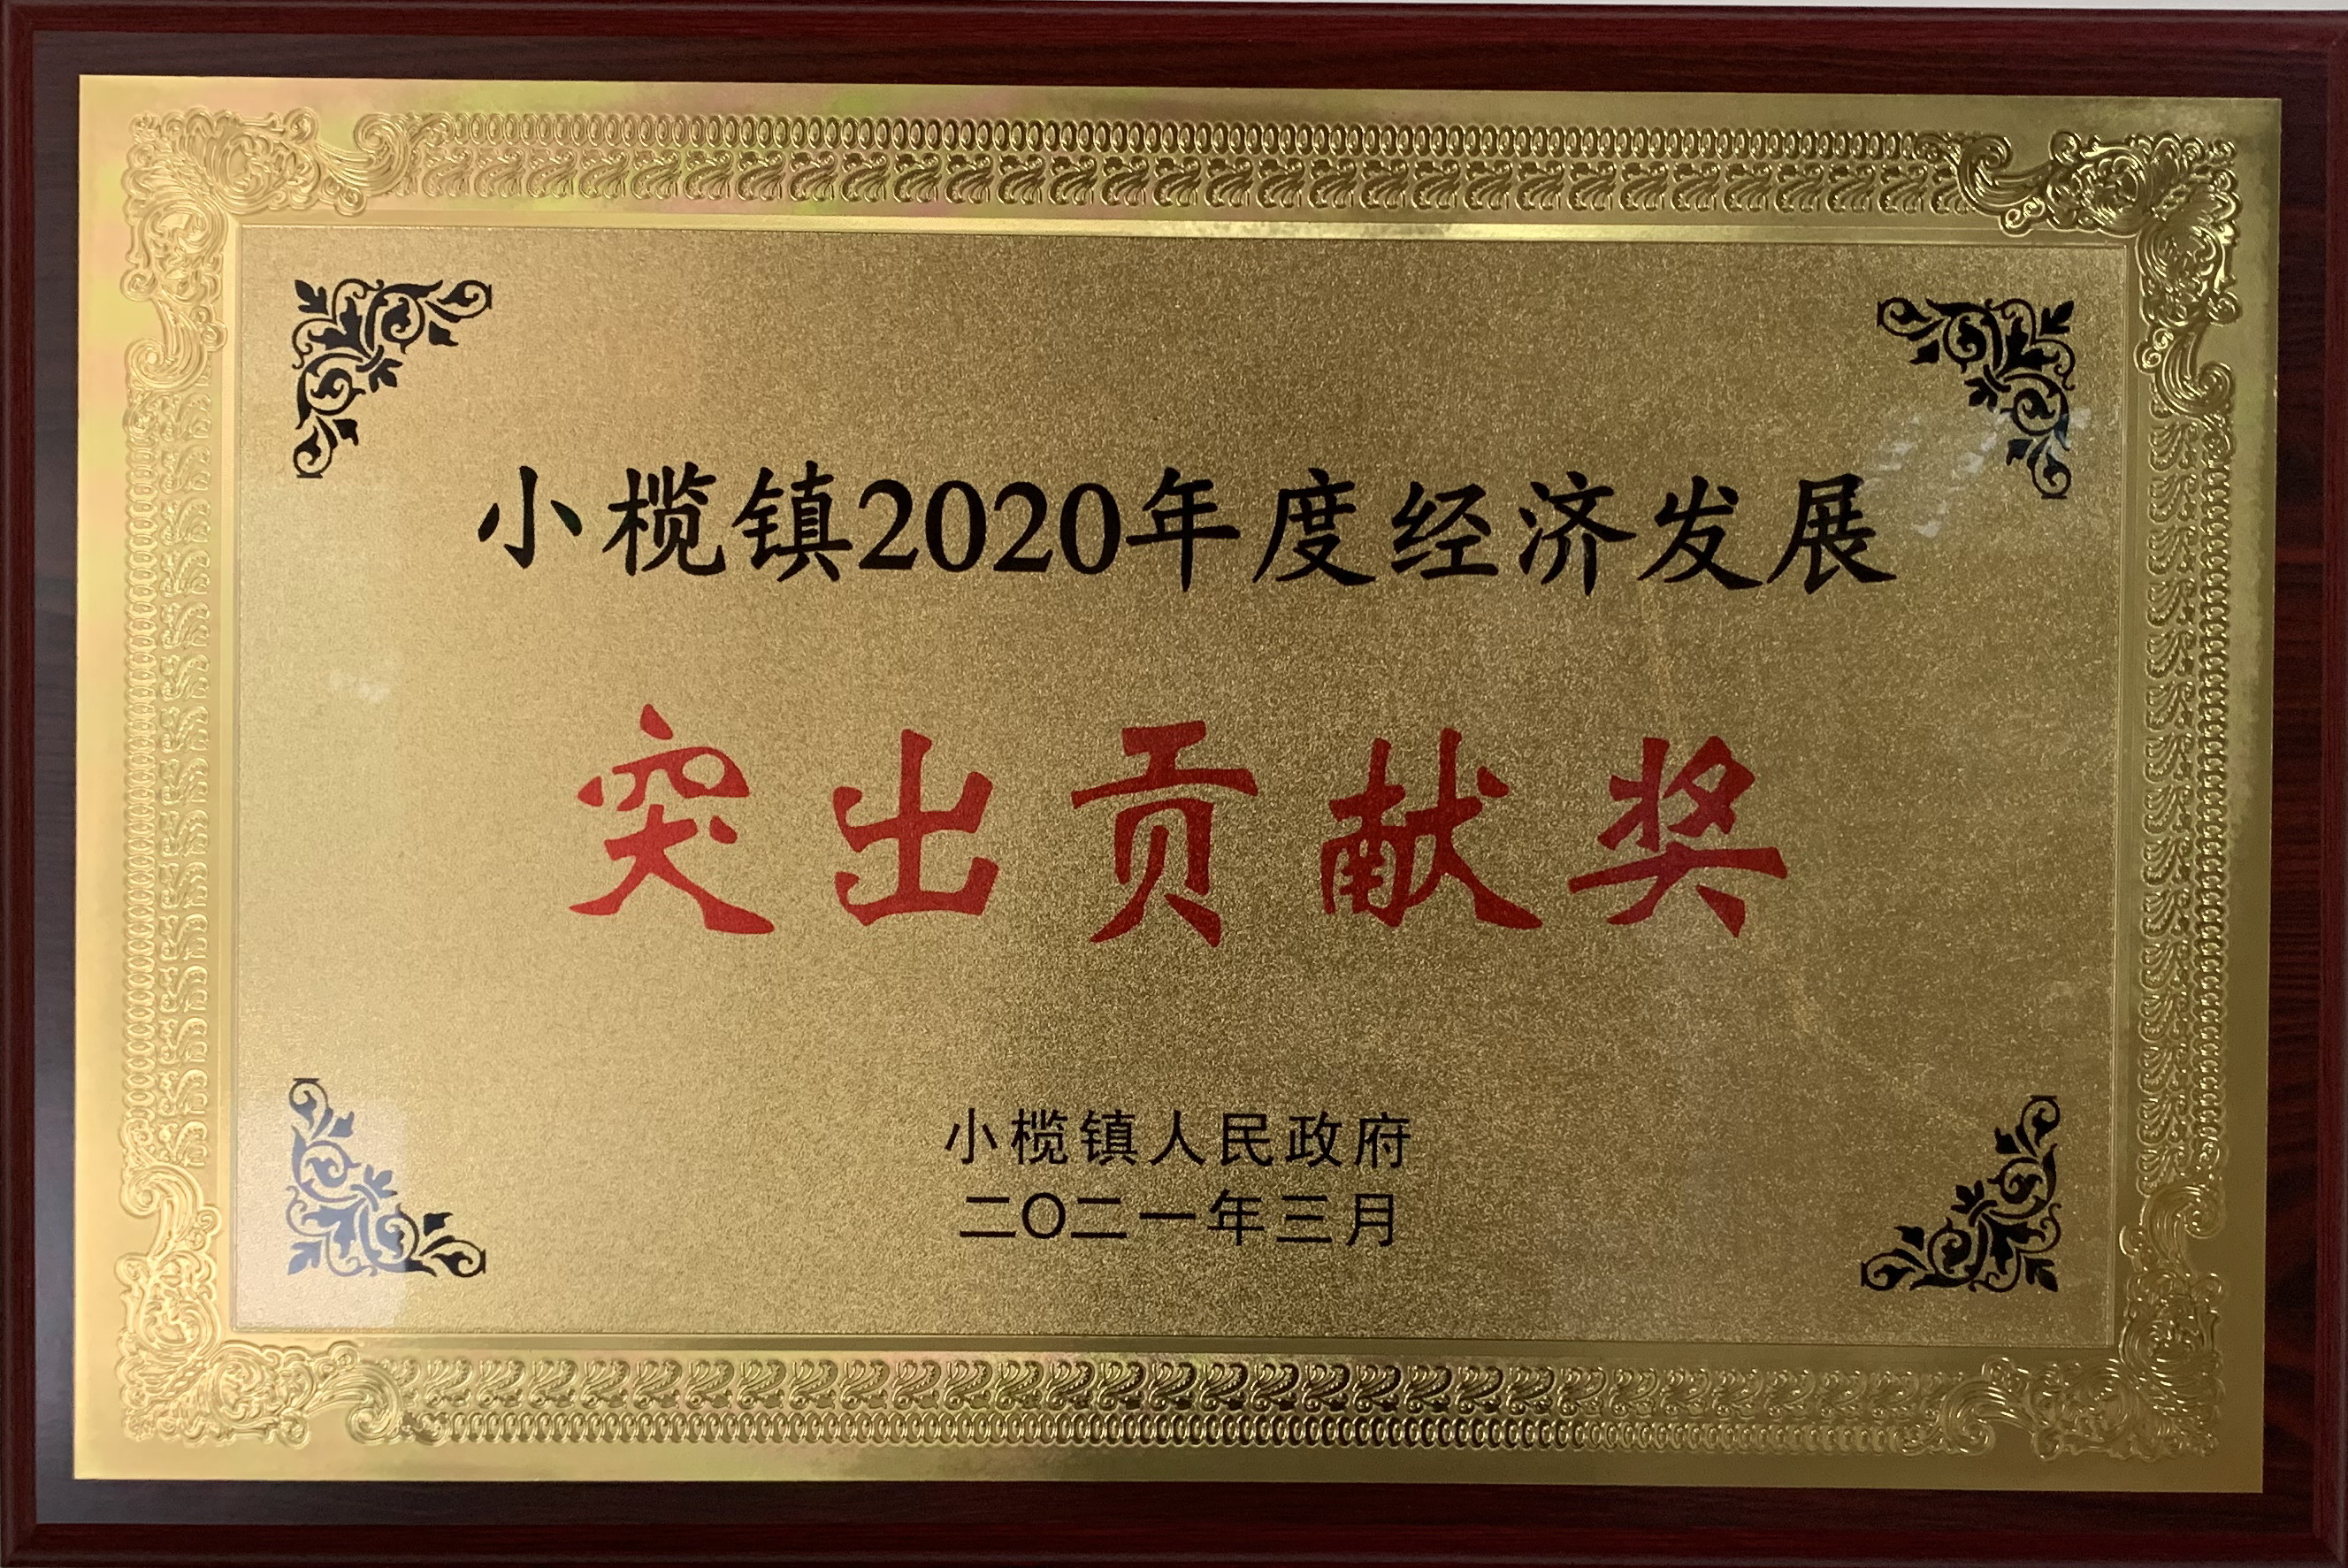 小榄镇2020年度经济发展
突出贡献奖
小榄镇人民政府
二〇二一年三月